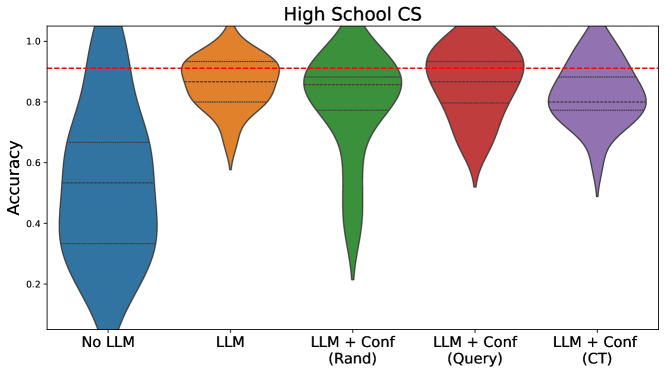 High School CS
Accuracy
1.0
0.8
0.6
0.4
0.2
No LLM
LLM
LLM + Conf
(Rand)
LLM + Conf
(Query)
LLM + Conf
(CT)